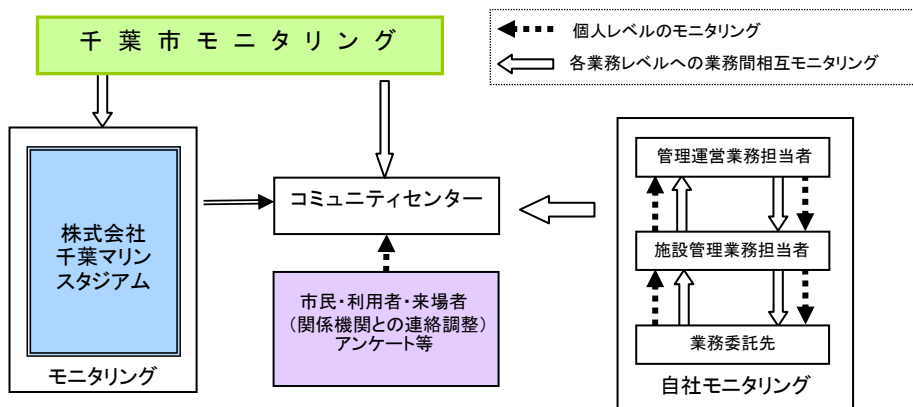 千葉市モニタリング
個人レベルのモニタリング
各業務レベルへの業務間相互モニタリング
株式会社
千葉マリン
スタジアム
モニタリング
コミュニティセンター
市民・利用者・来場者
（関係機関との連絡調整）
アンケート等
管理運営業務担当者
施設管理業務担当者
業務委託先
自社モニタリング